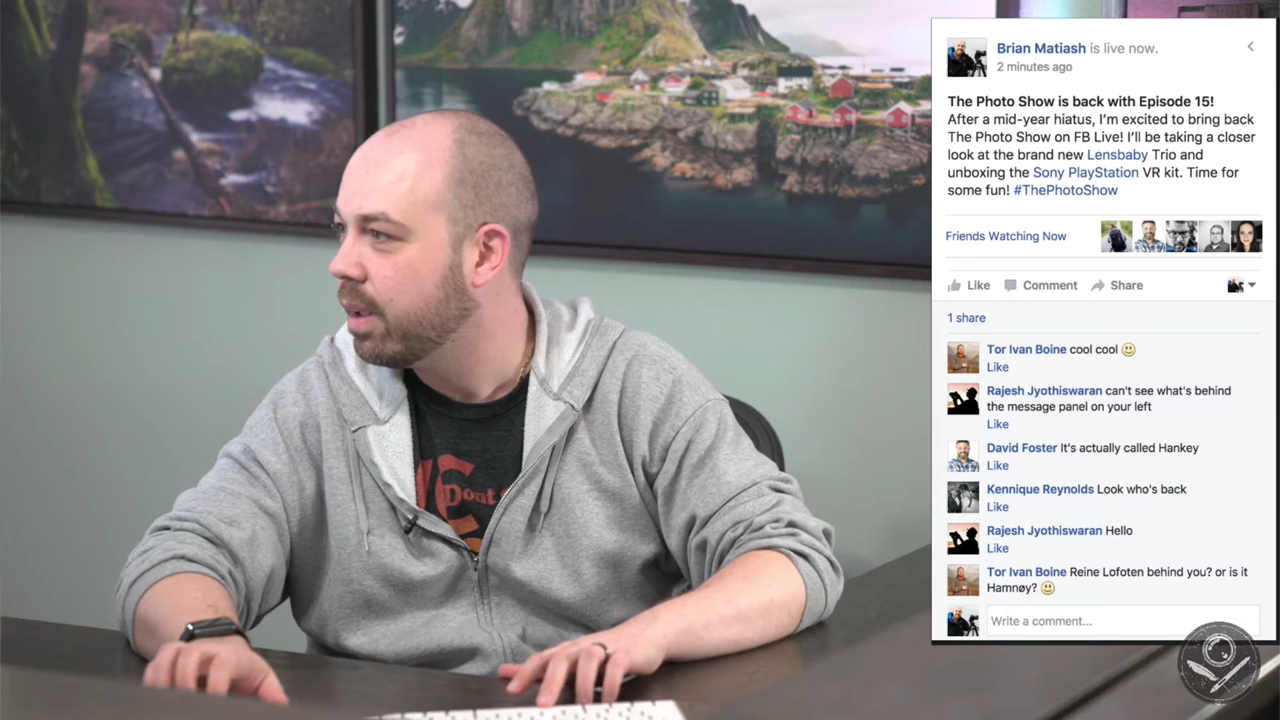 Brian Matiash is live now.
2 minutes ago
The Photo Show is back with Episode 15!
After a mid-year hiatus, I'm excited to bring back
The Photo Show on FB Live! I'll be taking a closer
look at the brand new Lensbaby Trio and
unboxing the Sony PlayStation VR kit. Time for
some fun! #ThePhotoShow
Friends Watching Now
Like Comment Share
1 share
Tor Ivan Boine cool cool 😃
Like
Rajesh Jyothiswaran can't see what's behind
the message panel on your left
Like
David Foster It's actually called Hankey
Like
Kennique Reynolds Look who's back
Like
Rajesh Jyothiswaran Hello
Like
Tor Ivan Boine Reine Lofoten behind you? or is it
Hamnøy? 😃
Write a comment...
Dont